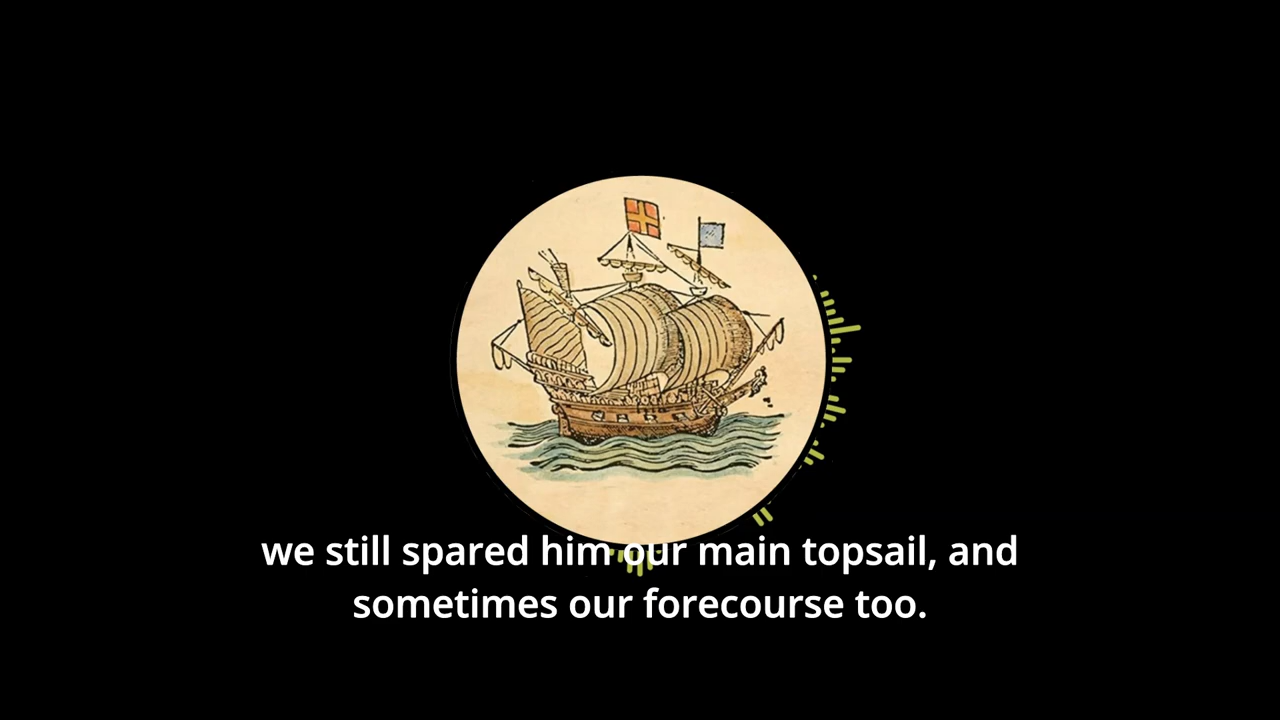 we still spared him our main topsail, and
sometimes our forecourse too.